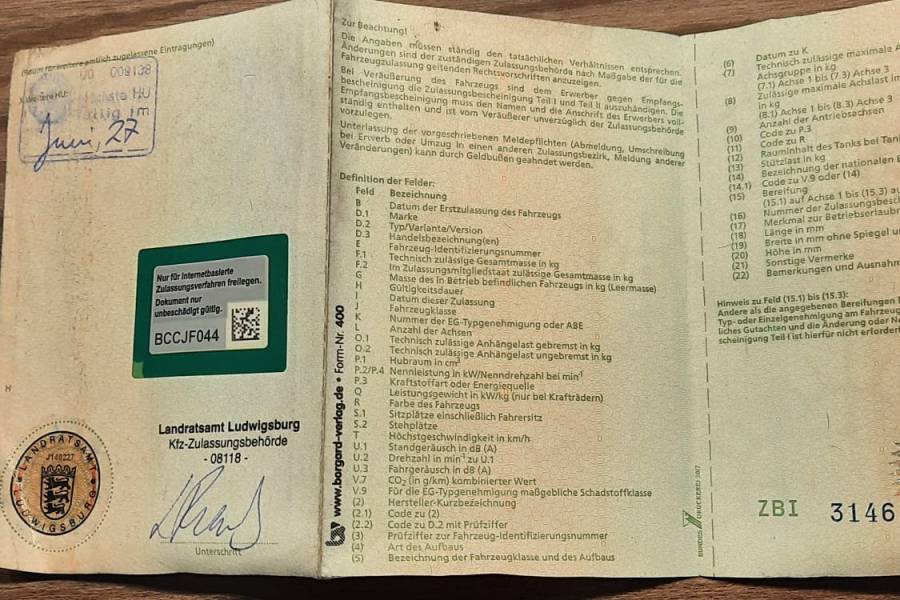 (Raum für weitere amtlich zugelassene Eintragungen)
UD 009138
Nächste HU
fällig im
Juni, 27
Nur für internetbasierte
Zulassungsverfahren freilegen.
Dokument nur
unbeschädigt gültig.
BCCJF044
H
Landratsamt Ludwigsburg
Kfz-Zulassungsbehörde
- 08118 -
Unterschrift
LANDRATSAMT
J140227
LUDWIGSBURG
www.borgard-verlag.de • Form-Nr. 400
Zur Beachtung!
Die Angaben müssen ständig den tatsächlichen Verhältnissen entsprechen.
Änderungen sind der zuständigen Zulassungsbehörde nach Maßgabe der für die
Fahrzeugzulassung geltenden Rechtsvorschriften anzuzeigen.
Bei Veräußerung des Fahrzeugs sind dem Erwerber gegen Empfangs-
bescheinigung die Zulassungsbescheinigung Teil I und Teil II auszuhändigen. Die
Empfangsbescheinigung muss den Namen und die Anschrift des Erwerbers voll-
ständig enthalten und ist vom Veräußerer unverzüglich der Zulassungsbehörde
vorzulegen.
Unterlassung der vorgeschriebenen Meldepflichten (Abmeldung, Umschreibung
bei Erwerb oder Umzug in einen anderen Zulassungsbezirk, Meldung anderer
Veränderungen) kann durch Geldbußen geahndet werden.
Definition der Felder:
Feld Bezeichnung
B Datum der Erstzulassung des Fahrzeugs
D.1 Marke
D.2 Typ/Variante/Version
D.3 Handelsbezeichnung(en)
E Fahrzeug-Identifizierungsnummer
F.1 Technisch zulässige Gesamtmasse in kg
F.2 Im Zulassungsmitgliedstaat zulässige Gesamtmasse in kg
G Masse des in Betrieb befindlichen Fahrzeugs in kg (Leermasse)
H Gültigkeitsdauer
I Datum dieser Zulassung
J Fahrzeugklasse
K Nummer der EG-Typgenehmigung oder ABE
L Anzahl der Achsen
O.1 Technisch zulässige Anhängelast gebremst in kg
O.2 Technisch zulässige Anhängelast ungebremst in kg
P.1 Hubraum in cm³
P.2/P.4 Nennleistung in kW/Nenndrehzahl bei min⁻¹
P.3 Kraftstoffart oder Energiequelle
Q Leistungsgewicht in kW/kg (nur bei Krafträdern)
R Farbe des Fahrzeugs
S.1 Sitzplätze einschließlich Fahrersitz
S.2 Stehplätze
T Höchstgeschwindigkeit in km/h
U.1 Standgeräusch in dB (A)
U.2 Drehzahl in min⁻¹ zu U.1
U.3 Fahrgeräusch in dB (A)
V.7 CO₂ (in g/km) kombinierter Wert
V.9 Für die EG-Typgenehmigung maßgebliche Schadstoffklasse
(2) Hersteller-Kurzbezeichnung
(2.1) Code zu (2)
(2.2) Code zu D.2 mit Prüfziffer
(3) Prüfziffer zur Fahrzeug-Identifizierungsnummer
(4) Art des Aufbaus
(5) Bezeichnung der Fahrzeugklasse und des Aufbaus
BUNDESDRUCKEREI 2007
(6) Datum zu K
(7) Technisch zulässige maximale A
Achsgruppe in kg
(7.1) Achse 1 bis (7.3) Achse 3
(8) Zulässige maximale Achslast im
in kg
(8.1) Achse 1 bis (8.3) Achse 3
(9) Anzahl der Antriebsachsen
(10) Code zu P.3
(11) Code zu R
(12) Rauminhalt des Tanks bei Tan
(13) Stützlast in kg
(14) Bezeichnung der nationalen E
(14.1) Code zu V.9 oder (14)
(15) Bereifung
(15.1) auf Achse 1 bis (15.3) au
(16) Nummer der Zulassungsbesch
(17) Merkmal zur Betriebserlaubn
(18) Länge in mm
(19) Breite in mm ohne Spiegel u
(20) Höhe in mm
(21) Sonstige Vermerke
(22) Bemerkungen und Ausnahm
Hinweis zu Feld (15.1) bis (15.3):
Andere als die angegebenen Bereifungen
Typ- oder Einzelgenehmigung am Fahrzeug
liches Gutachten und die Änderung oder Na
scheinigung Teil I ist hierfür nicht erforder
ZBI 3146